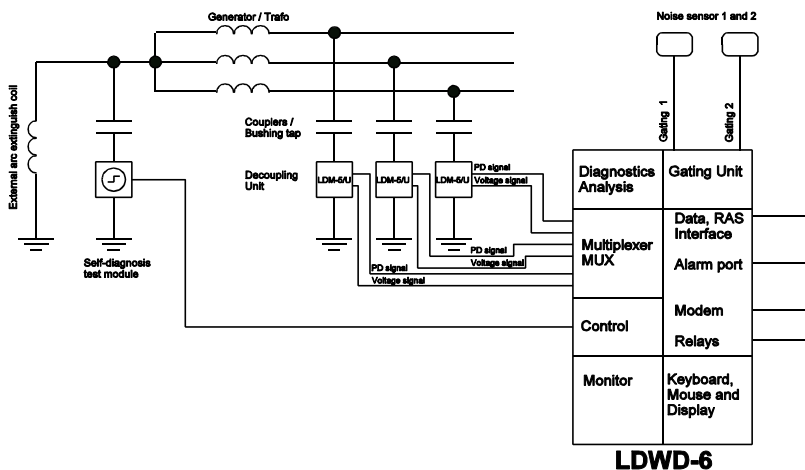 Generator / Trafo
Noise sensor 1 and 2
External arc extinguish coil
Couplers /
Bushing tap
Gating 1
Gating 2
Decoupling
Unit
LDM-5/U
LDM-5/U
LDM-5/U
PD signal
Voltage signal
PD signal
Voltage signal
PD signal
Voltage signal
Self-diagnosis
test module
Diagnostics
Analysis
Gating Unit
Multiplexer
MUX
Data, RAS
Interface
Alarm port
Control
Modem
Relays
Monitor
Keyboard,
Mouse and
Display
LDWD-6